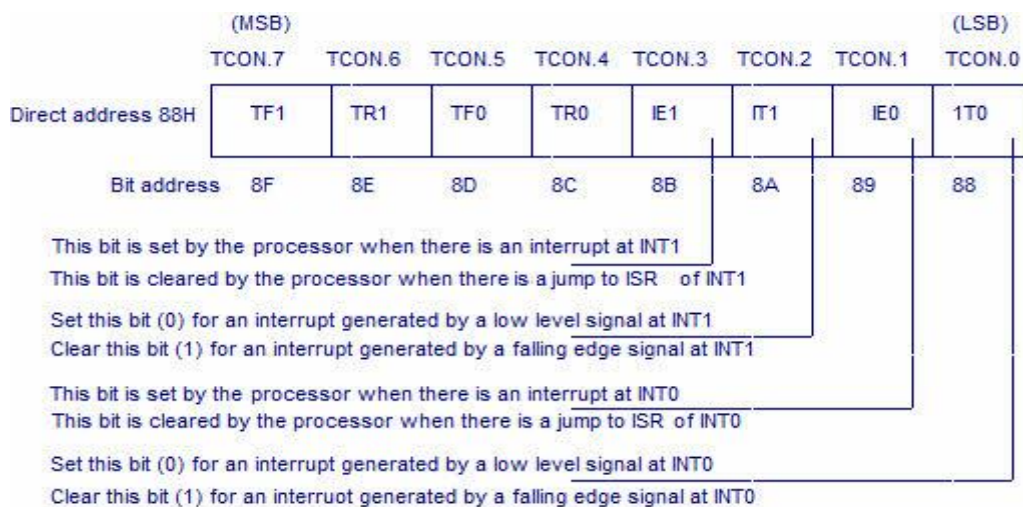 (MSB) (LSB)
TCON.7 TCON.6 TCON.5 TCON.4 TCON.3 TCON.2 TCON.1 TCON.0
Direct address 88H TF1 TR1 TF0 TR0 IE1 IT1 IE0 1T0
Bit address 8F 8E 8D 8C 8B 8A 89 88
This bit is set by the processor when there is an interrupt at INT1
This bit is cleared by the processor when there is a jump to ISR of INT1
Set this bit (0) for an interrupt generated by a low level signal at INT1
Clear this bit (1) for an interrupt generated by a falling edge signal at INT1
This bit is set by the processor when there is an interrupt at INT0
This bit is cleared by the processor when there is a jump to ISR of INT0
Set this bit (0) for an interrupt generated by a low level signal at INT0
Clear this bit (1) for an interruot generated by a falling edge signal at INT0